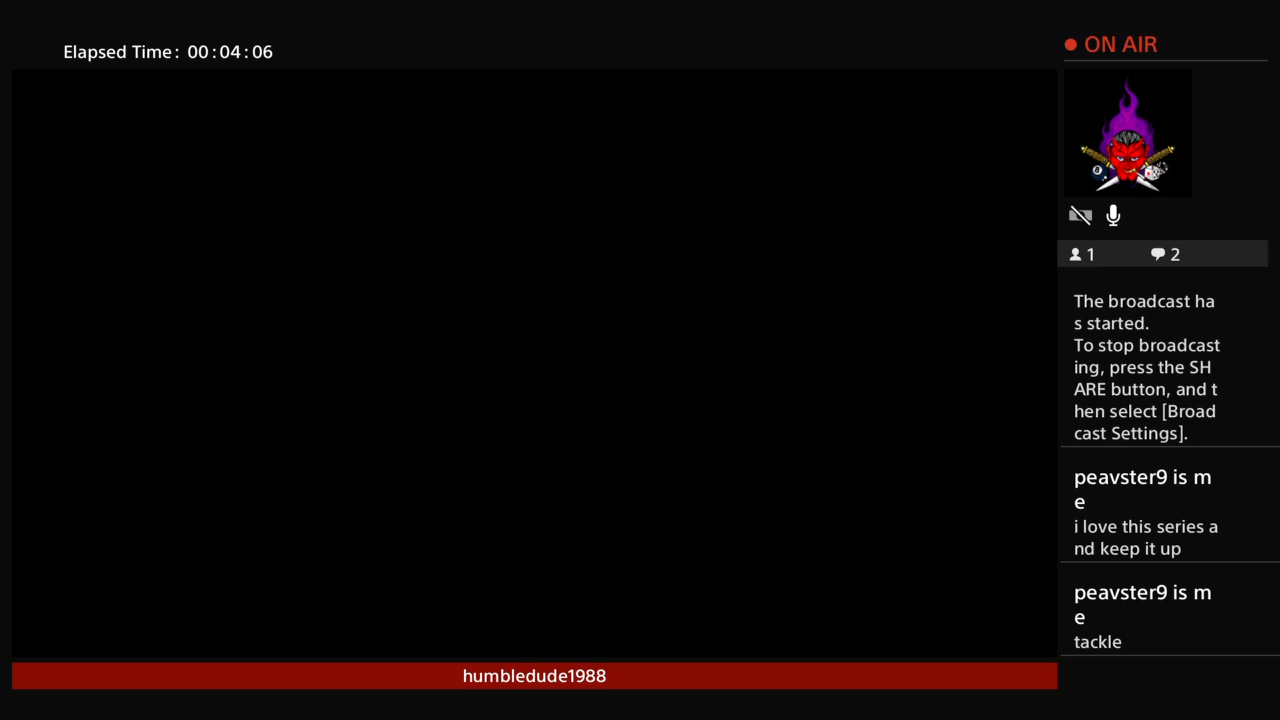 Elapsed Time: 00:04:06
ON AIR
8
1
2
The broadcast ha
s started.
To stop broadcast
ing, press the SH
ARE button, and t
hen select [Broad
cast Settings].
peavster9 is m
e
i love this series a
nd keep it up
peavster9 is m
e
tackle
humbledude1988